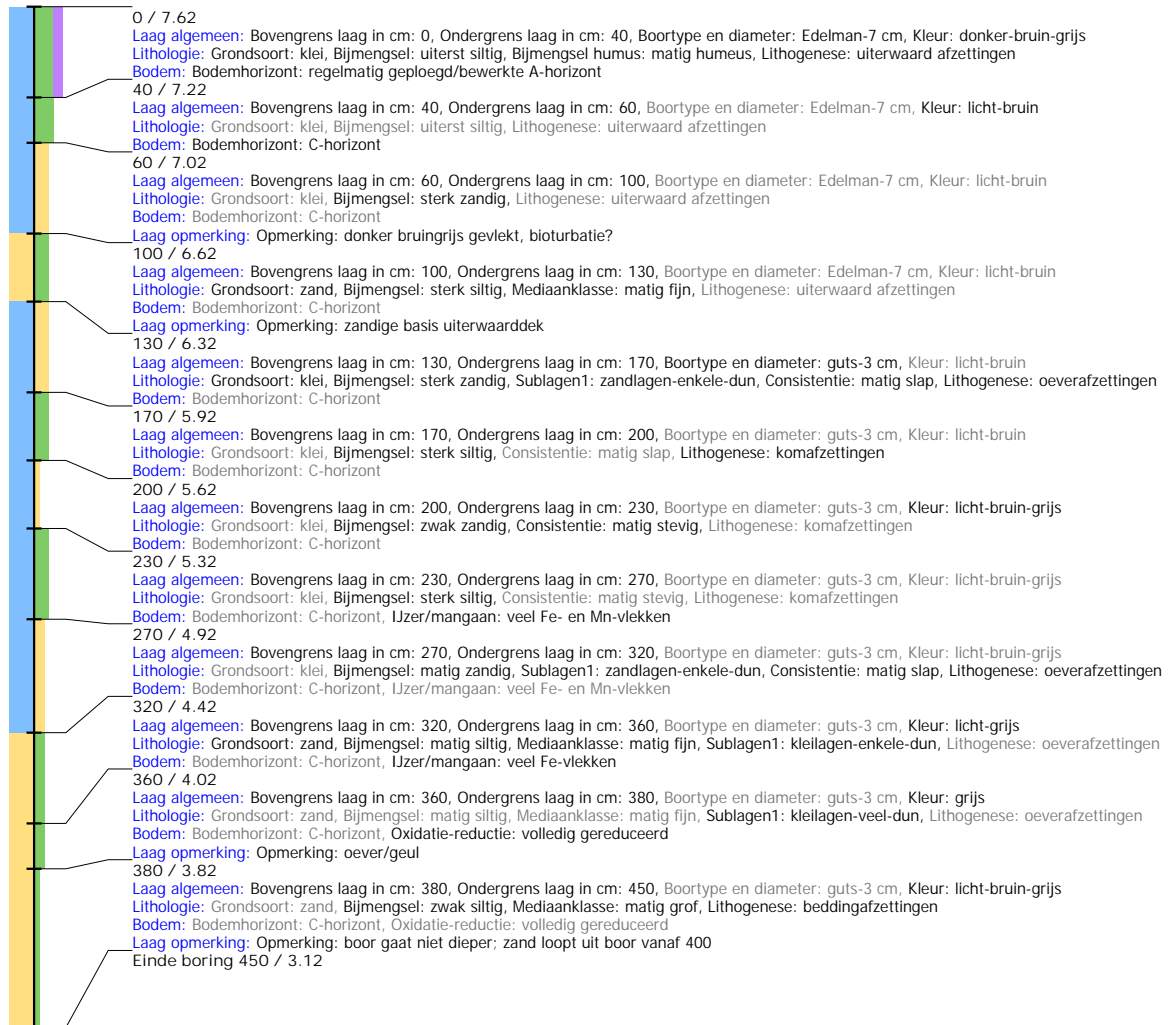 0 / 7.62
Laag algemeen: Bovengrens laag in cm: 0, Ondergrens laag in cm: 40, Boortype en diameter: Edelman-7 cm, Kleur: donker-bruin-grijs
Lithologie: Grondsoort: klei, Bijmengsel: uiterst siltig, Bijmengsel humus: matig humeus, Lithogenese: uiterwaard afzettingen
Bodem: Bodemhorizont: regelmatig geploegd/bewerkte A-horizont
40 / 7.22
Laag algemeen: Bovengrens laag in cm: 40, Ondergrens laag in cm: 60, Boortype en diameter: Edelman-7 cm, Kleur: licht-bruin
Lithologie: Grondsoort: klei, Bijmengsel: uiterst siltig, Lithogenese: uiterwaard afzettingen
Bodem: Bodemhorizont: C-horizont
60 / 7.02
Laag algemeen: Bovengrens laag in cm: 60, Ondergrens laag in cm: 100, Boortype en diameter: Edelman-7 cm, Kleur: licht-bruin
Lithologie: Grondsoort: klei, Bijmengsel: sterk zandig, Lithogenese: uiterwaard afzettingen
Bodem: Bodemhorizont: C-horizont
Laag opmerking: Opmerking: donker bruingrijs gevlekt, bioturbatie?
100 / 6.62
Laag algemeen: Bovengrens laag in cm: 100, Ondergrens laag in cm: 130, Boortype en diameter: Edelman-7 cm, Kleur: licht-bruin
Lithologie: Grondsoort: zand, Bijmengsel: sterk siltig, Mediaanklasse: matig fijn, Lithogenese: uiterwaard afzettingen
Bodem: Bodemhorizont: C-horizont
Laag opmerking: Opmerking: zandige basis uiterwaarddek
130 / 6.32
Laag algemeen: Bovengrens laag in cm: 130, Ondergrens laag in cm: 170, Boortype en diameter: guts-3 cm, Kleur: licht-bruin
Lithologie: Grondsoort: klei, Bijmengsel: sterk zandig, Sublagen1: zandlagen-enkele-dun, Consistentie: matig slap, Lithogenese: oeverafzettingen
Bodem: Bodemhorizont: C-horizont
170 / 5.92
Laag algemeen: Bovengrens laag in cm: 170, Ondergrens laag in cm: 200, Boortype en diameter: guts-3 cm, Kleur: licht-bruin
Lithologie: Grondsoort: klei, Bijmengsel: sterk siltig, Consistentie: matig slap, Lithogenese: komafzettingen
Bodem: Bodemhorizont: C-horizont
200 / 5.62
Laag algemeen: Bovengrens laag in cm: 200, Ondergrens laag in cm: 230, Boortype en diameter: guts-3 cm, Kleur: licht-bruin-grijs
Lithologie: Grondsoort: klei, Bijmengsel: zwak zandig, Consistentie: matig stevig, Lithogenese: komafzettingen
Bodem: Bodemhorizont: C-horizont
230 / 5.32
Laag algemeen: Bovengrens laag in cm: 230, Ondergrens laag in cm: 270, Boortype en diameter: guts-3 cm, Kleur: licht-bruin-grijs
Lithologie: Grondsoort: klei, Bijmengsel: sterk siltig, Consistentie: matig stevig, Lithogenese: komafzettingen
Bodem: Bodemhorizont: C-horizont, IJzer/mangaan: veel Fe- en Mn-vlekken
270 / 4.92
Laag algemeen: Bovengrens laag in cm: 270, Ondergrens laag in cm: 320, Boortype en diameter: guts-3 cm, Kleur: licht-bruin-grijs
Lithologie: Grondsoort: klei, Bijmengsel: matig zandig, Sublagen1: zandlagen-enkele-dun, Consistentie: matig slap, Lithogenese: oeverafzettingen
Bodem: Bodemhorizont: C-horizont, IJzer/mangaan: veel Fe- en Mn-vlekken
320 / 4.42
Laag algemeen: Bovengrens laag in cm: 320, Ondergrens laag in cm: 360, Boortype en diameter: guts-3 cm, Kleur: licht-grijs
Lithologie: Grondsoort: zand, Bijmengsel: matig siltig, Mediaanklasse: matig fijn, Sublagen1: kleilagen-enkele-dun, Lithogenese: oeverafzettingen
Bodem: Bodemhorizont: C-horizont, IJzer/mangaan: veel Fe-vlekken
360 / 4.02
Laag algemeen: Bovengrens laag in cm: 360, Ondergrens laag in cm: 380, Boortype en diameter: guts-3 cm, Kleur: grijs
Lithologie: Grondsoort: zand, Bijmengsel: matig siltig, Mediaanklasse: matig fijn, Sublagen1: kleilagen-veel-dun, Lithogenese: oeverafzettingen
Bodem: Bodemhorizont: C-horizont, Oxidatie-reductie: volledig gereduceerd
Laag opmerking: Opmerking: oever/geul
380 / 3.82
Laag algemeen: Bovengrens laag in cm: 380, Ondergrens laag in cm: 450, Boortype en diameter: guts-3 cm, Kleur: licht-bruin-grijs
Lithologie: Grondsoort: zand, Bijmengsel: zwak siltig, Mediaanklasse: matig grof, Lithogenese: beddingafzettingen
Bodem: Bodemhorizont: C-horizont, Oxidatie-reductie: volledig gereduceerd
Laag opmerking: Opmerking: boor gaat niet dieper; zand loopt uit boor vanaf 400
Einde boring 450 / 3.12